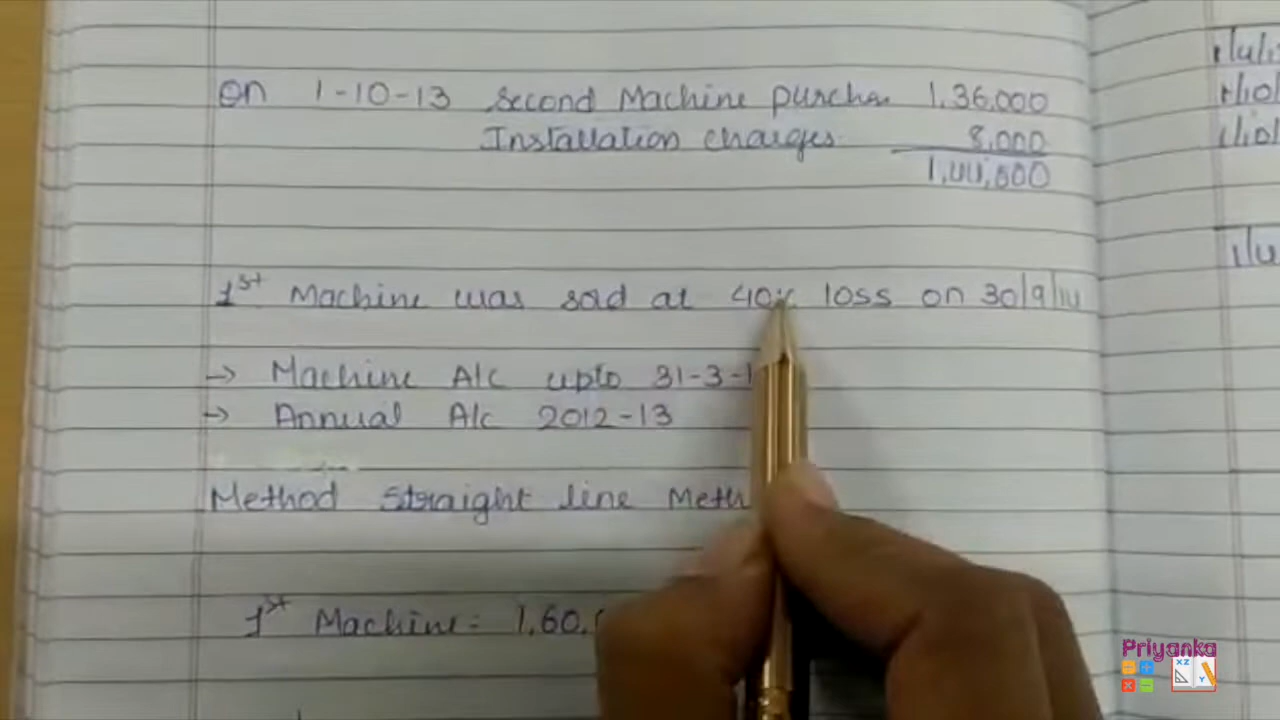 On 1-10-13 Second Machine purcha. 1,36,000
Installation charges 8,000
1,44,000
1st Machine was sold at 40% loss on 30/9/14
→ Machine A/c upto 31-3-1
→ Annual A/c 2012-13
Method Straight line Meth
1st Machine = 1,60,
Priyanka